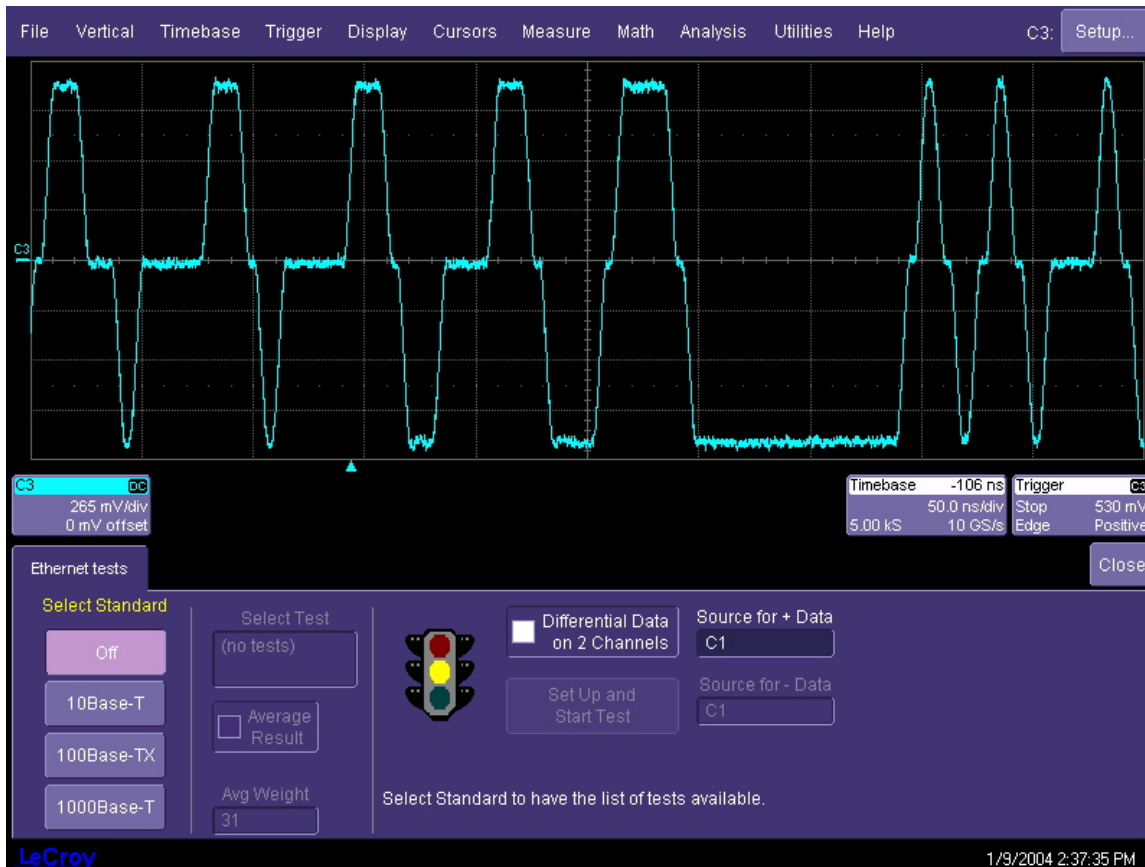 File Vertical Timebase Trigger Display Cursors Measure Math Analysis Utilities Help C3: Setup...
C3
C3 DC
265 mV/div
0 mV offset
Timebase -106 ns
50.0 ns/div
5.00 kS 10 GS/s
Trigger C3
Stop 530 mV
Edge Positive
Ethernet tests
Close
Select Standard
Off
10Base-T
100Base-TX
1000Base-T
Select Test
(no tests)
Average
Result
Avg Weight
31
Differential Data
on 2 Channels
Set Up and
Start Test
Source for + Data
C1
Source for - Data
C1
Select Standard to have the list of tests available.
LeCroy
1/9/2004 2:37:35 PM